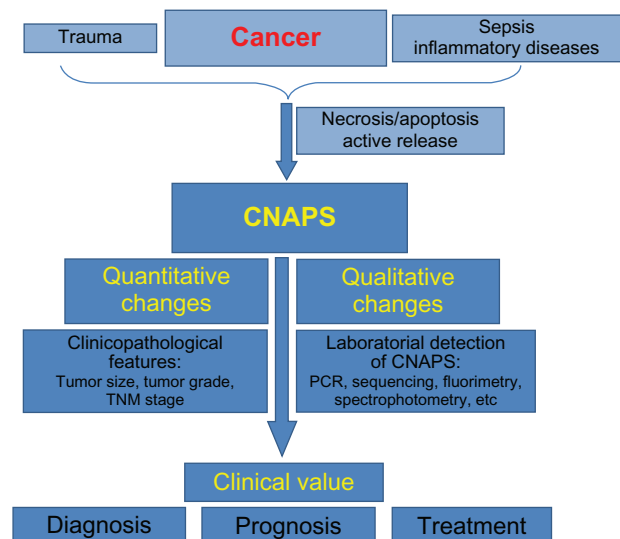 Trauma
Cancer
Sepsis
inflammatory diseases
Necrosis/apoptosis
active release
CNAPS
Quantitative
changes
Qualitative
changes
Clinicopathological
features:
Tumor size, tumor grade,
TNM stage
Laboratorial detection
of CNAPS:
PCR, sequencing, fluorimetry,
spectrophotometry, etc
Clinical value
Diagnosis
Prognosis
Treatment